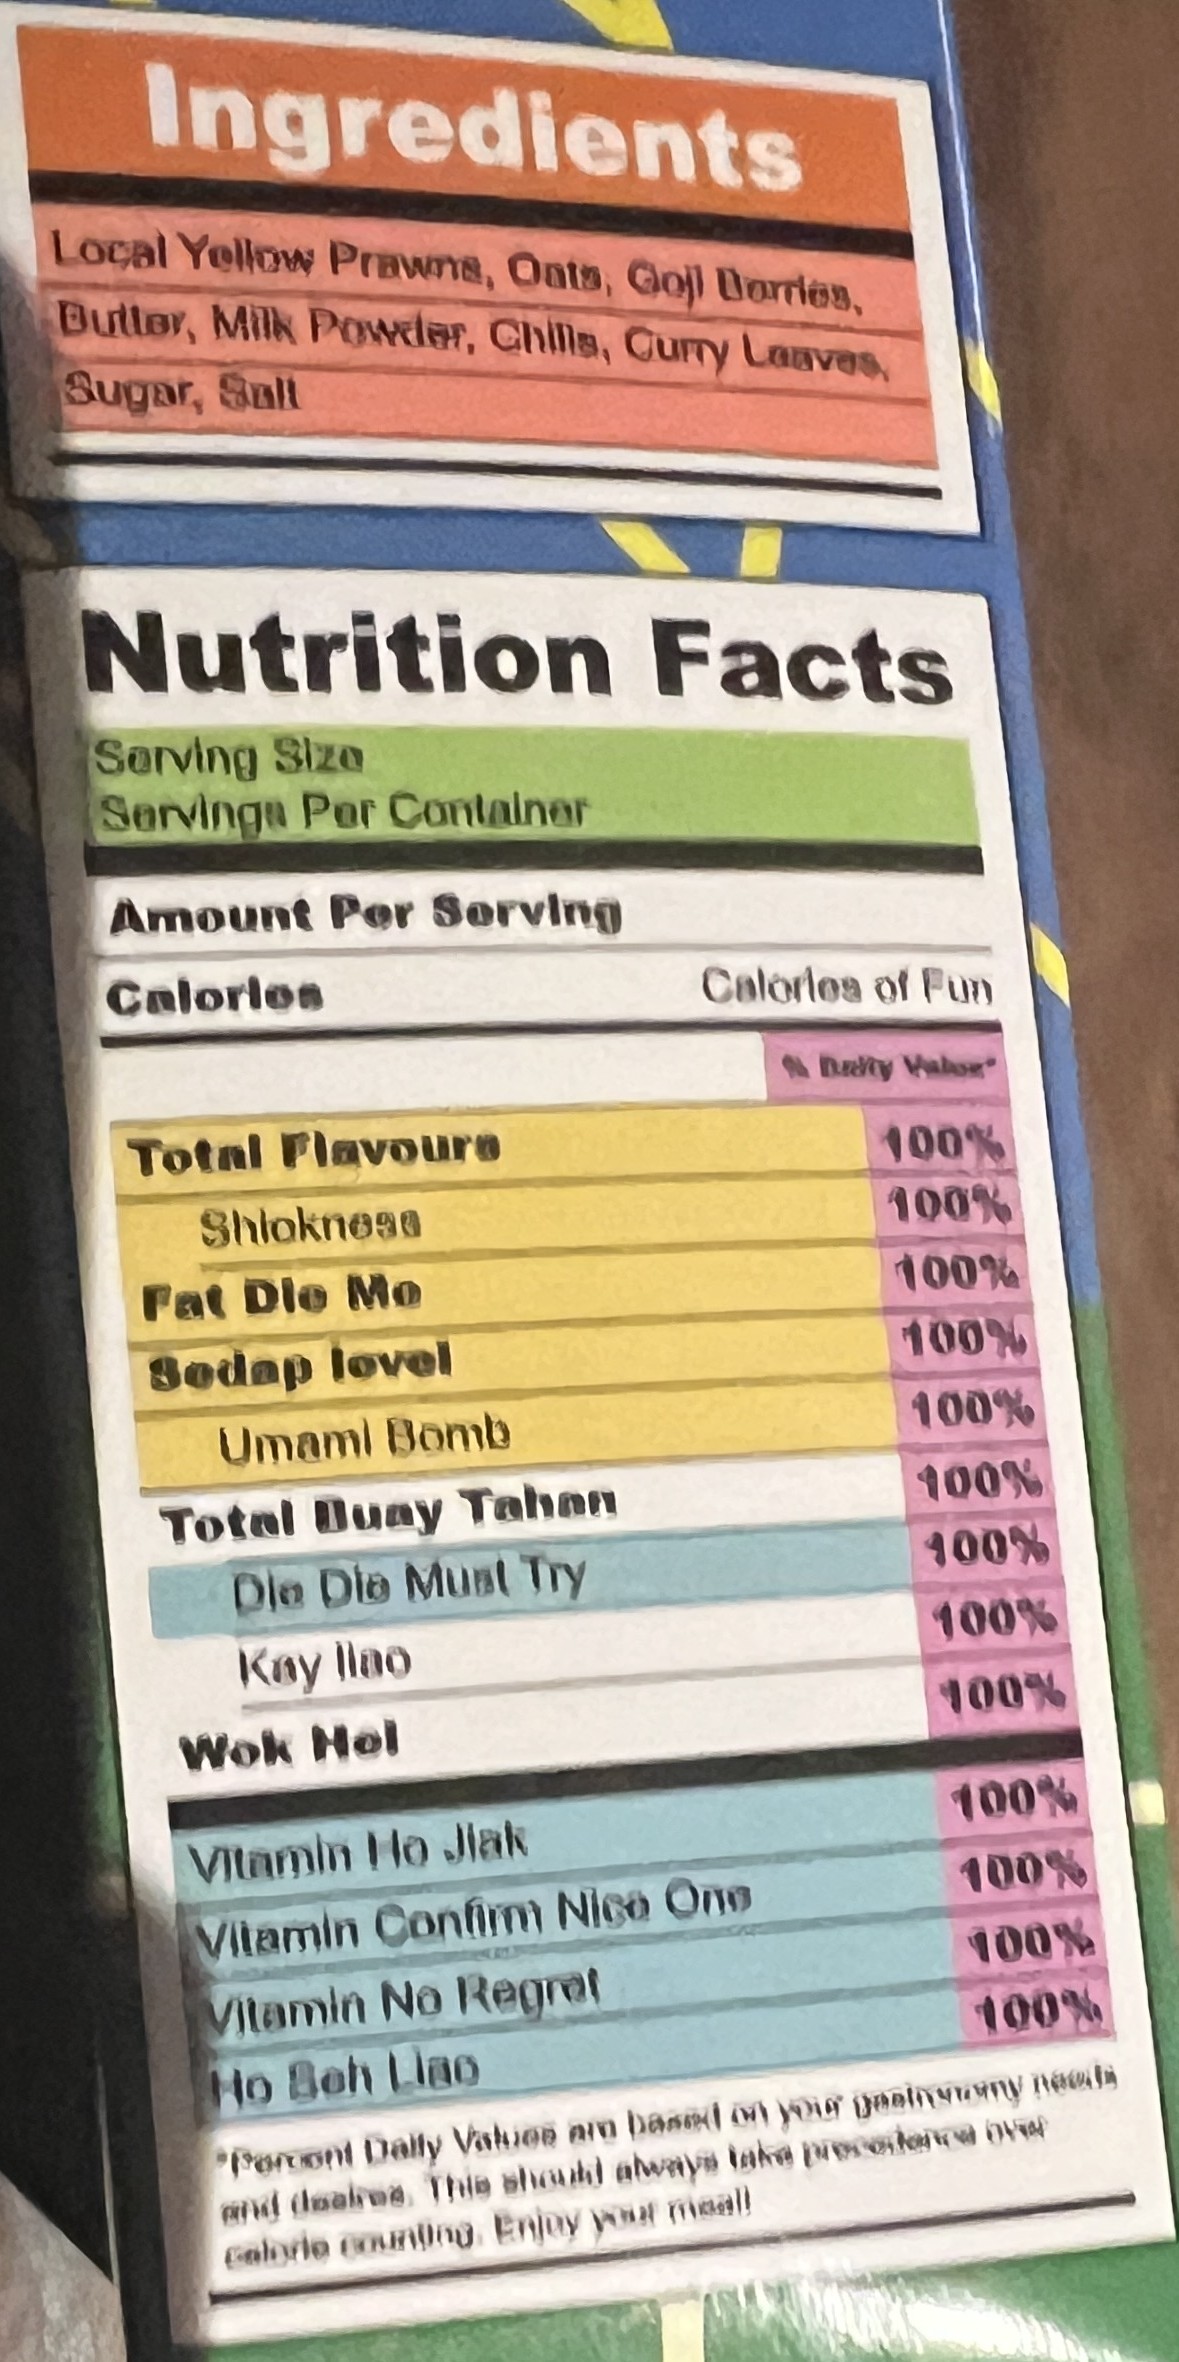 Ingredients
Local Yellow Prawns, Oats, Goji Berries,
Butter, Milk Powder, Chilis, Curry Leaves,
Sugar, Salt
Nutrition Facts
Serving Size
Servings Per Container
Amount Per Serving
Calories Calories of Fun
% Daily Value*
Total Flavours 100%
Shiokness 100%
Fat Die Me 100%
Sedap level 100%
Umami Bomb 100%
Total Buay Tahan 100%
Die Die Must Try 100%
Kay liao 100%
Wok Hei 100%
Vitamin Ho Jiak 100%
Vitamin Confirm Nice One 100%
Vitamin No Regret 100%
Ho Seh Liao 100%
*Percent Daily Values are based on your gastronomy needs
and desires. This should always take precedence over
calorie counting. Enjoy your meal!